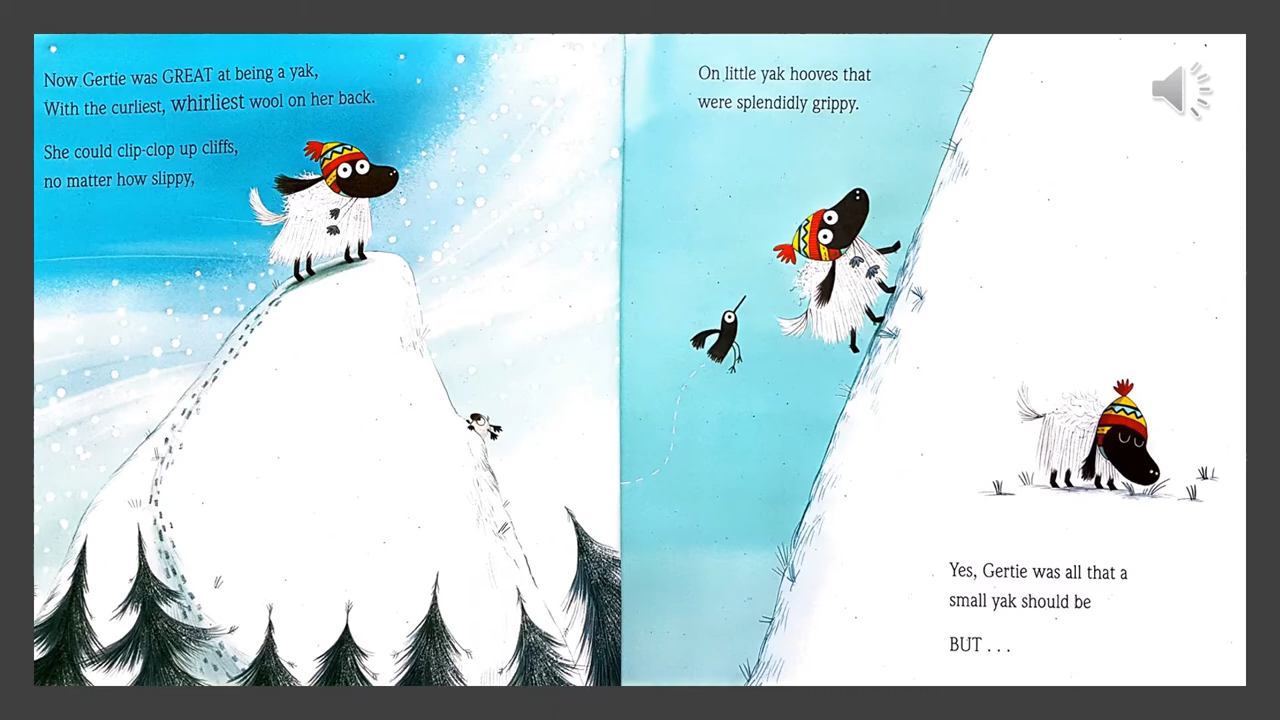 Now Gertie was GREAT at being a yak,
With the curliest, whirliest wool on her back.
She could clip-clop up cliffs,
no matter how slippy,
On little yak hooves that
were splendidly grippy.
Yes, Gertie was all that a
small yak should be
BUT . . .